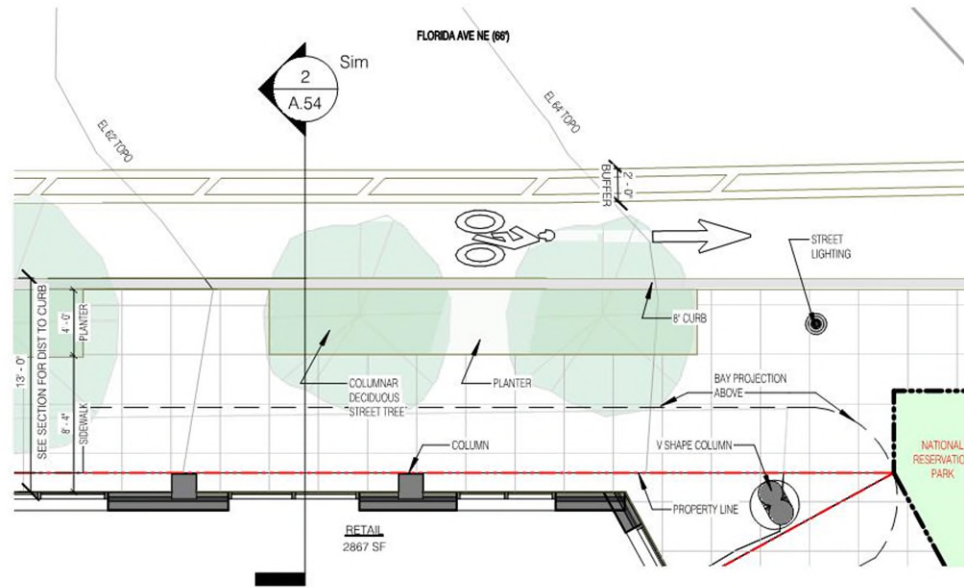 FLORIDA AVE NE (66')
Sim
2
A.54
EL 62 TOPO
EL 64 TOPO
BUFFER
2' - 0"
STREET
LIGHTING
8" CURB
SEE SECTION FOR DIST TO CURB
13' - 0"
4' - 0"
PLANTER
8' - 4"
SIDEWALK
COLUMNAR
DECIDUOUS
STREET TREE
PLANTER
BAY PROJECTION
ABOVE
COLUMN
V SHAPE COLUMN
NATIONAL
RESERVATION
PARK
PROPERTY LINE
RETAIL
2867 SF